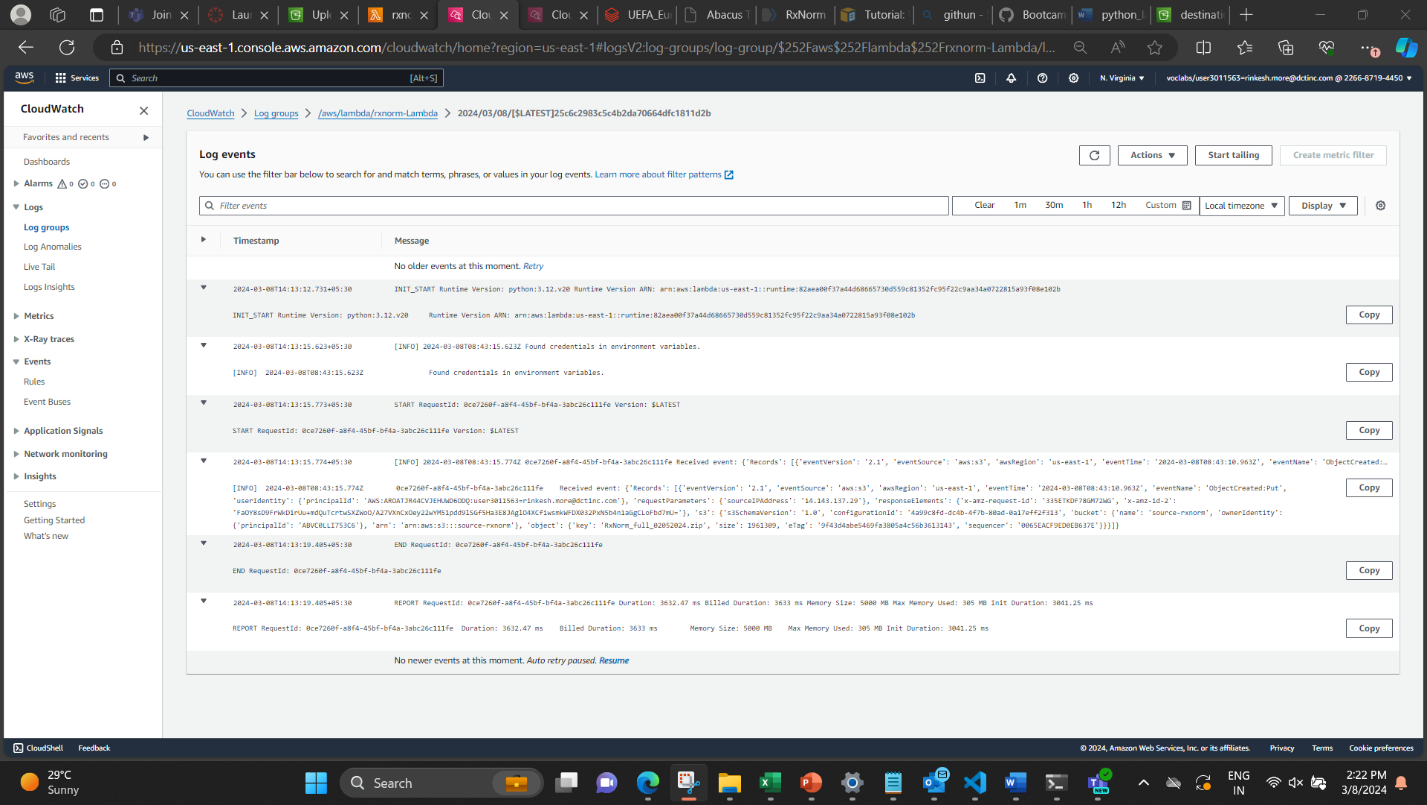 Join
Lau
Uplo
rxno
Clou
Clou
UEFA_Eur
Abacus T
RxNorm
Tutorial:
githun -
Bootcam
python_l
destinati
https://us-east-1.console.aws.amazon.com/cloudwatch/home?region=us-east-1#logsV2:log-groups/log-group/$252Faws$252Flambda$252Frxnorm-Lambda/l...
aws
Services
Search
[Alt+S]
N. Virginia
voclabs/user3011563=rinkesh.more@dctinc.com @ 2266-8719-4450
CloudWatch
Favorites and recents
Dashboards
Alarms 0 0 0
Logs
Log groups
Log Anomalies
Live Tail
Logs Insights
Metrics
X-Ray traces
Events
Rules
Event Buses
Application Signals
Network monitoring
Insights
Settings
Getting Started
What's new
CloudWatch > Log groups > /aws/lambda/rxnorm-Lambda > 2024/03/08/[$LATEST]25c6c2983c5c4b2da70664dfc1811d2b
Log events
Actions
Start tailing
Create metric filter
You can use the filter bar below to search for and match terms, phrases, or values in your log events. Learn more about filter patterns
Filter events
Clear 1m 30m 1h 12h Custom
Local timezone
Display
Timestamp Message
No older events at this moment. Retry
2024-03-08T14:13:12.731+05:30 INIT_START Runtime Version: python:3.12.v20 Runtime Version ARN: arn:aws:lambda:us-east-1::runtime:82aea00f37a44d68665730d559c81352fc95f22c9aa34a0722815a93f08e102b
INIT_START Runtime Version: python:3.12.v20 Runtime Version ARN: arn:aws:lambda:us-east-1::runtime:82aea00f37a44d68665730d559c81352fc95f22c9aa34a0722815a93f08e102b
Copy
2024-03-08T14:13:15.623+05:30 [INFO] 2024-03-08T08:43:15.623Z Found credentials in environment variables.
[INFO] 2024-03-08T08:43:15.623Z Found credentials in environment variables.
Copy
2024-03-08T14:13:15.773+05:30 START RequestId: 0ce7260f-a8f4-45bf-bf4a-3abc26c111fe Version: $LATEST
START RequestId: 0ce7260f-a8f4-45bf-bf4a-3abc26c111fe Version: $LATEST
Copy
2024-03-08T14:13:15.774+05:30 [INFO] 2024-03-08T08:43:15.774Z 0ce7260f-a8f4-45bf-bf4a-3abc26c111fe Received event: {'Records': [{'eventVersion': '2.1', 'eventSource': 'aws:s3', 'awsRegion': 'us-east-1', 'eventTime': '2024-03-08T08:43:10.963Z', 'eventName': 'ObjectCreated:…
[INFO] 2024-03-08T08:43:15.774Z 0ce7260f-a8f4-45bf-bf4a-3abc26c111fe Received event: {'Records': [{'eventVersion': '2.1', 'eventSource': 'aws:s3', 'awsRegion': 'us-east-1', 'eventTime': '2024-03-08T08:43:10.963Z', 'eventName': 'ObjectCreated:Put',
'userIdentity': {'principalId': 'AWS:AROATJR44CVJEHUWD6ODQ:user3011563=rinkesh.more@dctinc.com'}, 'requestParameters': {'sourceIPAddress': '14.143.137.29'}, 'responseElements': {'x-amz-request-id': '335ETKDF78GM72WG', 'x-amz-id-2':
's3': {'s3SchemaVersion': '1.0', 'configurationId': '4a99c8fd-dc4b-4f7b-80ad-0a17eff2f313', 'bucket': {'name': 'source-rxnorm', 'ownerIdentity':
{'principalId': 'ABVC0LLI753C6'}, 'arn': 'arn:aws:s3:::source-rxnorm'}, 'object': {'key': 'RxNorm_full_02052024.zip', 'size': 1961309, 'eTag': '9f43d4abe5469fa3805a4c56b3613143', 'sequencer': '0065EACF9ED0EB637E'}}}]}
Copy
2024-03-08T14:13:19.405+05:30 END RequestId: 0ce7260f-a8f4-45bf-bf4a-3abc26c111fe
END RequestId: 0ce7260f-a8f4-45bf-bf4a-3abc26c111fe
Copy
2024-03-08T14:13:19.405+05:30 REPORT RequestId: 0ce7260f-a8f4-45bf-bf4a-3abc26c111fe Duration: 3632.47 ms Billed Duration: 3633 ms Memory Size: 5000 MB Max Memory Used: 305 MB Init Duration: 3041.25 ms
REPORT RequestId: 0ce7260f-a8f4-45bf-bf4a-3abc26c111fe Duration: 3632.47 ms Billed Duration: 3633 ms Memory Size: 5000 MB Max Memory Used: 305 MB Init Duration: 3041.25 ms
Copy
No newer events at this moment. Auto retry paused. Resume
CloudShell
Feedback
© 2024, Amazon Web Services, Inc. or its affiliates.
Privacy
Terms
Cookie preferences
29°C
Sunny
Search
ENG
IN
2:22 PM
3/8/2024